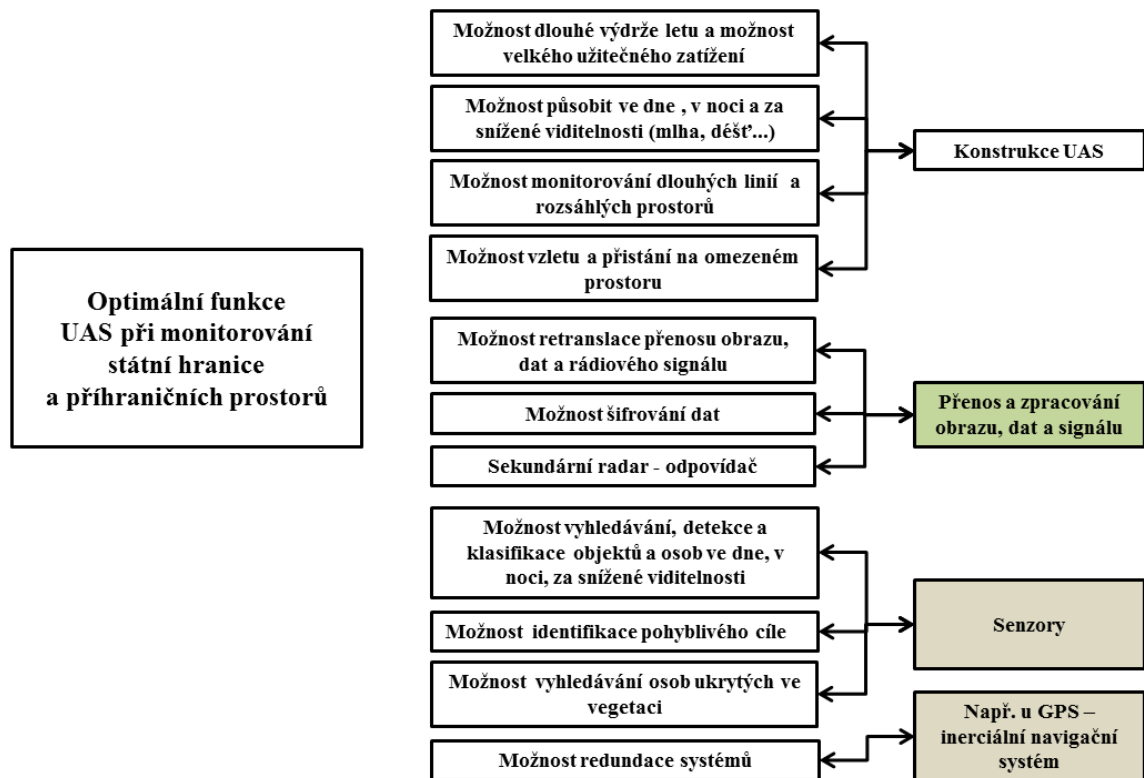 Optimální funkce
UAS při monitorování
státní hranice
a příhraničních prostorů
Možnost dlouhé výdrže letu a možnost
velkého užitečného zatížení
Možnost působit ve dne , v noci a za
snížené viditelnosti (mlha, déšť...)
Možnost monitorování dlouhých linií a
rozsáhlých prostorů
Možnost vzletu a přistání na omezeném
prostoru
Konstrukce UAS
Možnost retranslace přenosu obrazu,
dat a rádiového signálu
Možnost šifrování dat
Sekundární radar - odpovídač
Přenos a zpracování
obrazu, dat a signálu
Možnost vyhledávání, detekce a
klasifikace objektů a osob ve dne, v
noci, za snížené viditelnosti
Možnost identifikace pohyblivého cíle
Možnost vyhledávání osob ukrytých ve
vegetaci
Senzory
Možnost redundace systémů
Např. u GPS –
inerciální navigační
systém